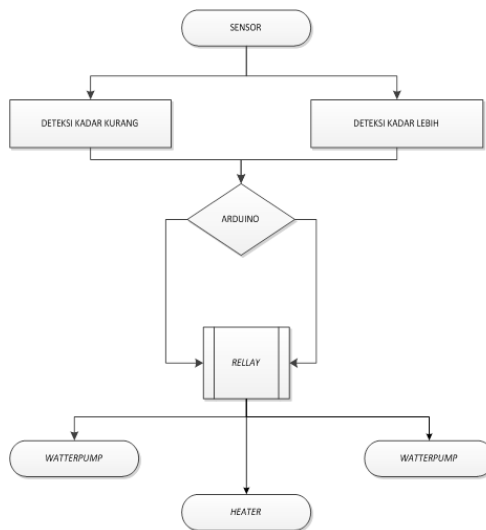 SENSOR
DETEKSI KADAR KURANG
DETEKSI KADAR LEBIH
ARDUINO
RELLAY
WATTERPUMP
WATTERPUMP
HEATER